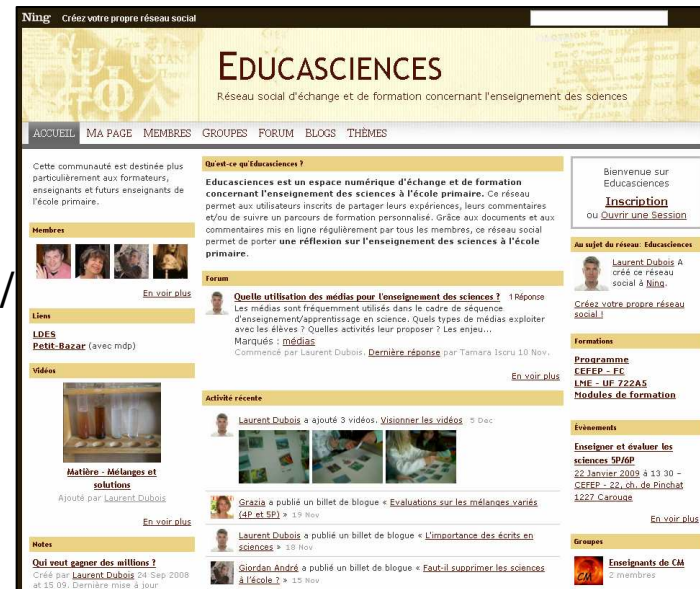 Ning Créez votre propre réseau social
EDUCASCIENCES
Réseau social d'échange et de formation concernant l'enseignement des sciences
ACCUEIL MA PAGE MEMBRES GROUPES FORUM BLOGS THÈMES
Cette communauté est destinée plus
particulièrement aux formateurs,
enseignants et futurs enseignants de
l'école primaire.
Membres
En voir plus
/
Liens
LDES
Petit-Bazar (avec mdp)
Vidéos
Matière - Mélanges et
solutions
Ajouté par Laurent Dubois
En voir plus
Notes
Qui veut gagner des millions ?
Créé par Laurent Dubois 24 Sep 2008
at 15 09. Dernière mise à jour
Qu'est-ce qu'Educasciences ?
Educasciences est un espace numérique d'échange et de formation
concernant l'enseignement des sciences à l'école primaire. Ce réseau
permet aux utilisateurs inscrits de partager leurs expériences, leurs commentaires
et/ou de suivre un parcours de formation personnalisé. Grâce aux documents et aux
commentaires mis en ligne régulièrement par tous les membres, ce réseau social
permet de porter une réflexion sur l'enseignement des sciences à l'école
primaire.
Forum
Quelle utilisation des médias pour l'enseignement des sciences ? 1 Réponse
Les médias sont fréquemment utilisés dans le cadre de séquence
d'enseignement/apprentissage en science. Quels types de médias exploiter
avec les élèves ? Quelles activités leur proposer ? Les enjeu...
Marqués : médias
Commencé par Laurent Dubois. Dernière réponse par Tamara Iscru 10 Nov.
En voir plus
Activité récente
Laurent Dubois a ajouté 3 vidéos. Visionner les vidéos 5 Dec
Grazia a publié un billet de blogue « Evaluations sur les mélanges variés
(4P et 5P) » 19 Nov
Laurent Dubois a publié un billet de blogue « L'importance des écrits en
sciences » 18 Nov
Giordan André a publié un billet de blogue « Faut-il supprimer les sciences
à l'école ? » 15 Nov
Bienvenue sur
Educasciences
Inscription
ou Ouvrir une Session
Au sujet du réseau: Educasciences
Laurent Dubois A
créé ce réseau
social à Ning.
Créez votre propre réseau
social !
Formations
Programme
CEFEP - FC
LME - UF 722A5
Modules de formation
Évènements
Enseigner et évaluer les
sciences 5P/6P
22 Janvier 2009 à 13 30 –
CEFEP - 22, ch. de Pinchat
1227 Carouge
En voir plus
Groupes
CM
Enseignants de CM
2 membres